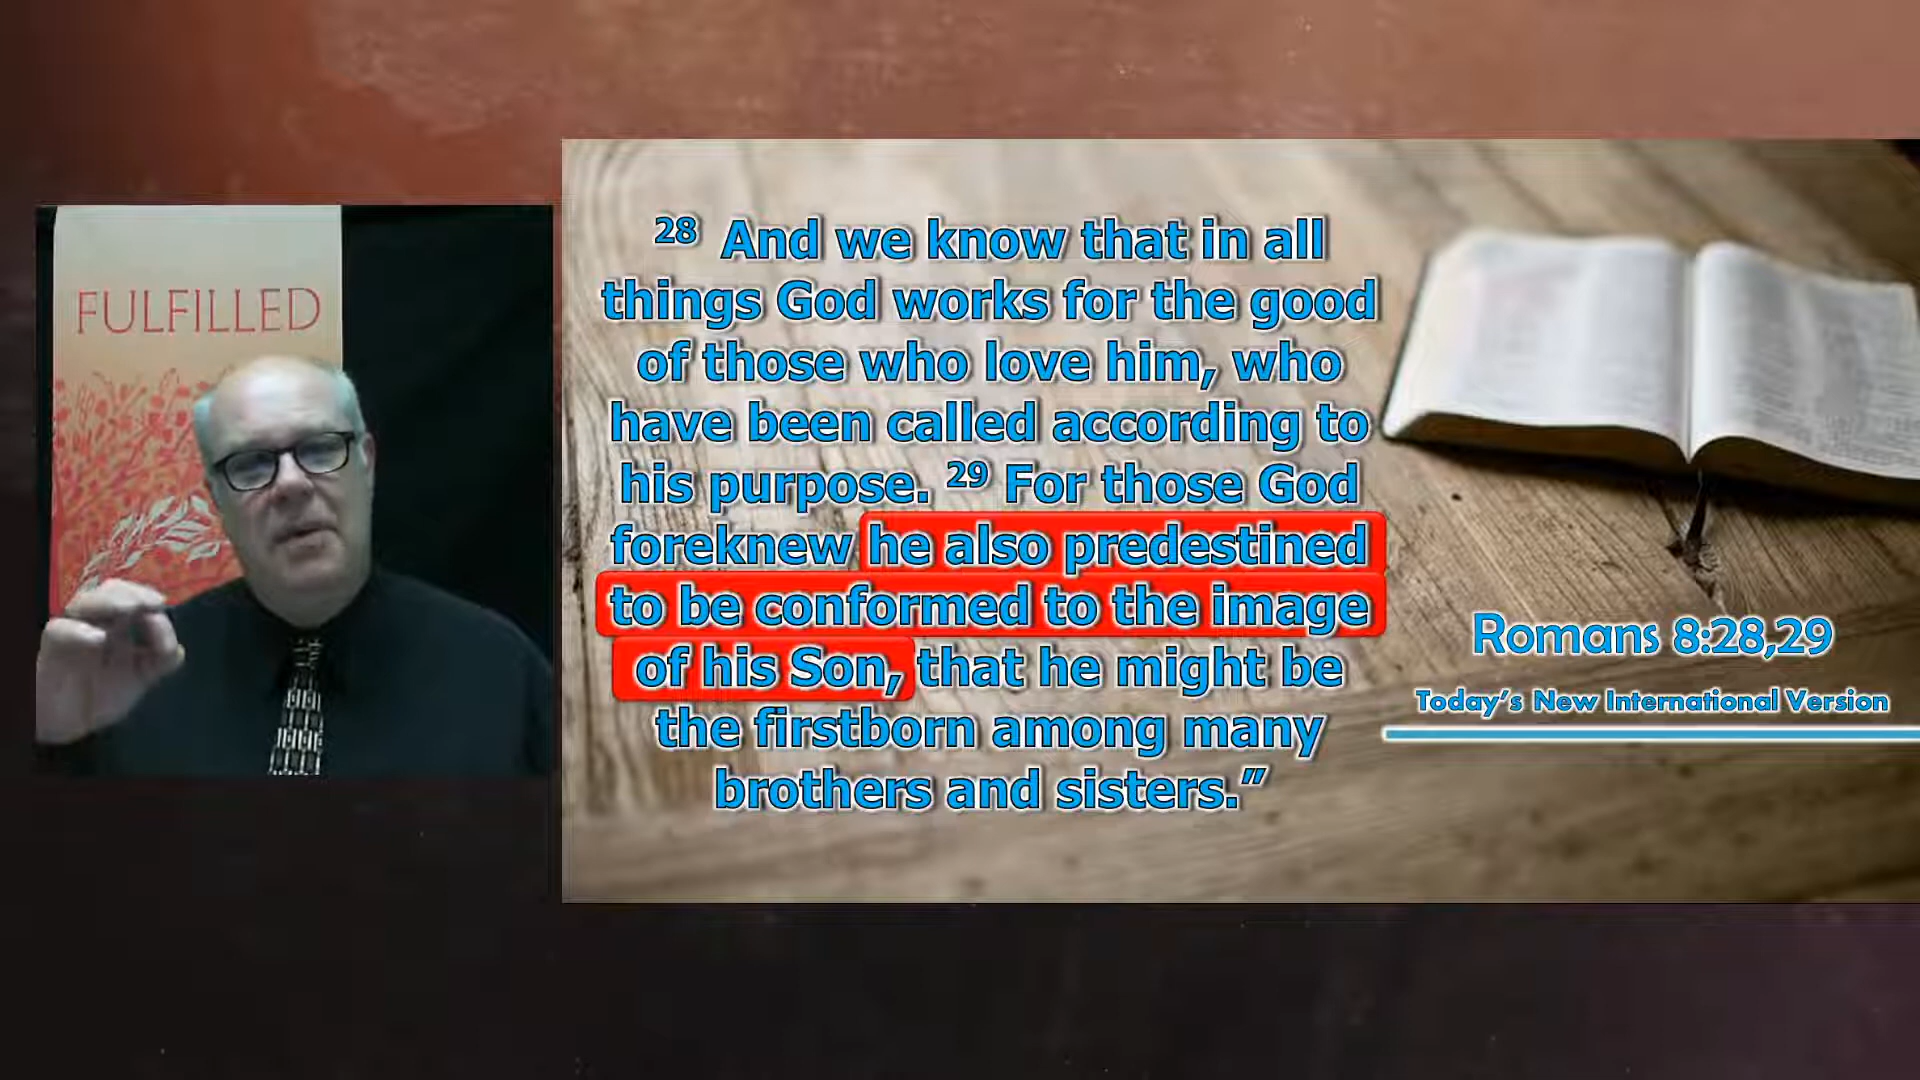 FULFILLED
28 And we know that in all
things God works for the good
of those who love him, who
have been called according to
his purpose. 29 For those God
foreknew he also predestined
to be conformed to the image
of his Son, that he might be
the firstborn among many
brothers and sisters.”
Romans 8:28,29
Today’s New International Version